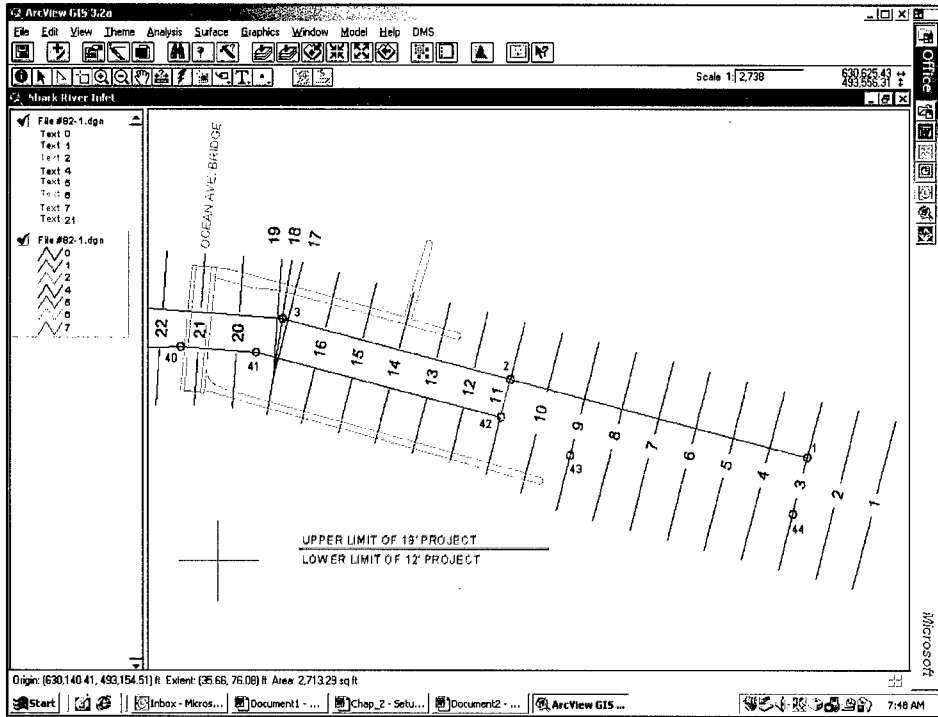 ArcView GIS 3.2a
File Edit View Theme Analysis Surface Graphics Window Model Help DMS
Scale 1: 2,738
630,625.43
493,556.31
Shark River Inlet
File #82-1.dgn
Text 0
Text 1
Text 2
Text 4
Text 5
Text 6
Text 7
Text 21
File #82-1.dgn
0
1
2
4
5
6
7
OCEAN AVE. BRIDGE
19
18
17
3
22
21
20
16
15
14
13
12
11
10
9
8
7
6
5
4
3
2
1
40
41
2
42
43
1
44
UPPER LIMIT OF 18' PROJECT
LOWER LIMIT OF 12' PROJECT
Origin: (630,140.41, 493,154.51) ft Extent: (35.66, 76.08) ft Area: 2,713.29 sq ft
Start
Inbox - Micros...
Document1 - ...
Chap_2 - Setu...
Document2 - ...
ArcView GIS ...
7:48 AM
Office
Microsoft